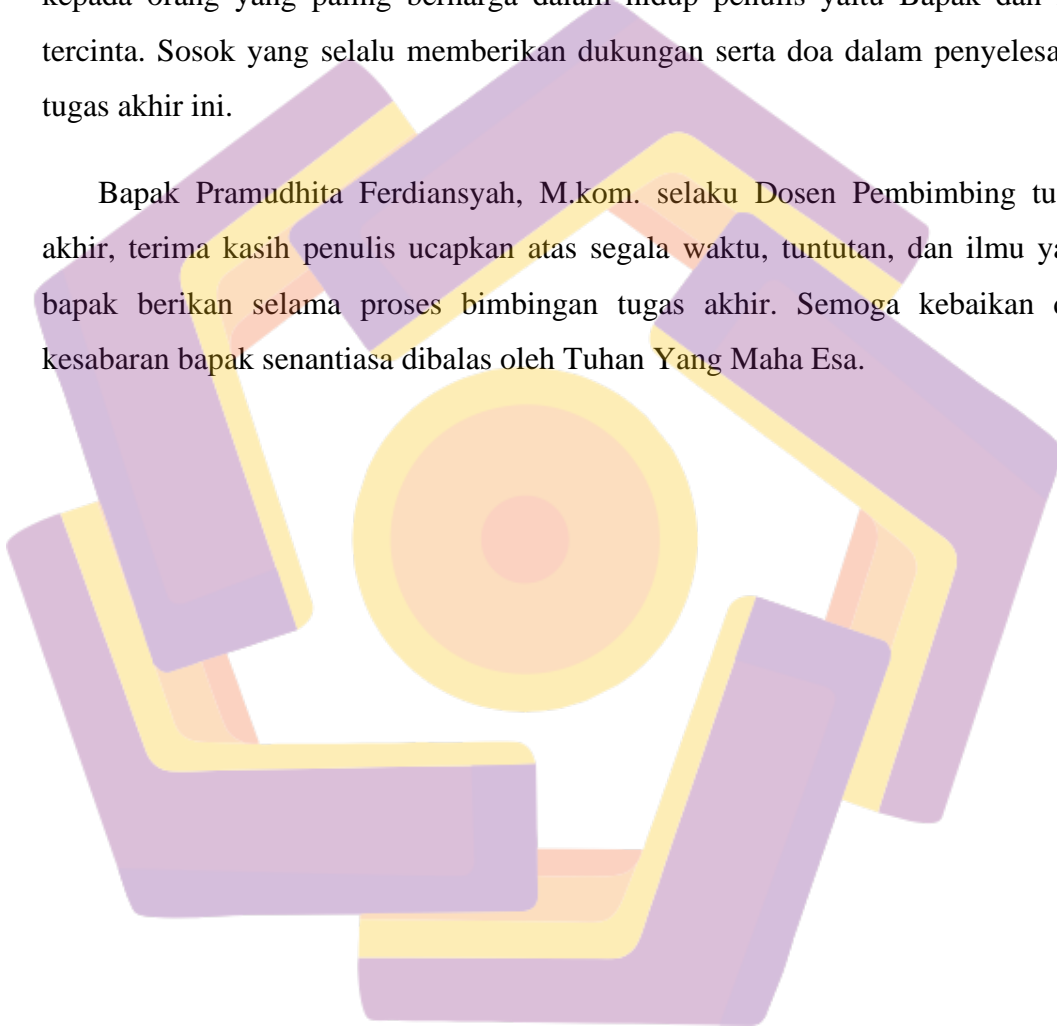 kepada orang yang paling berharga dalam hidup penulis yaitu Bapak dan
tercinta. Sosok yang selalu memberikan dukungan serta doa dalam penyelesa
tugas akhir ini.
Bapak Pramudhita Ferdiansyah, M.kom. selaku Dosen Pembimbing tu
akhir, terima kasih penulis ucapkan atas segala waktu, tuntutan, dan ilmu ya
bapak berikan selama proses bimbingan tugas akhir. Semoga kebaikan
kesabaran bapak senantiasa dibalas oleh Tuhan Yang Maha Esa.